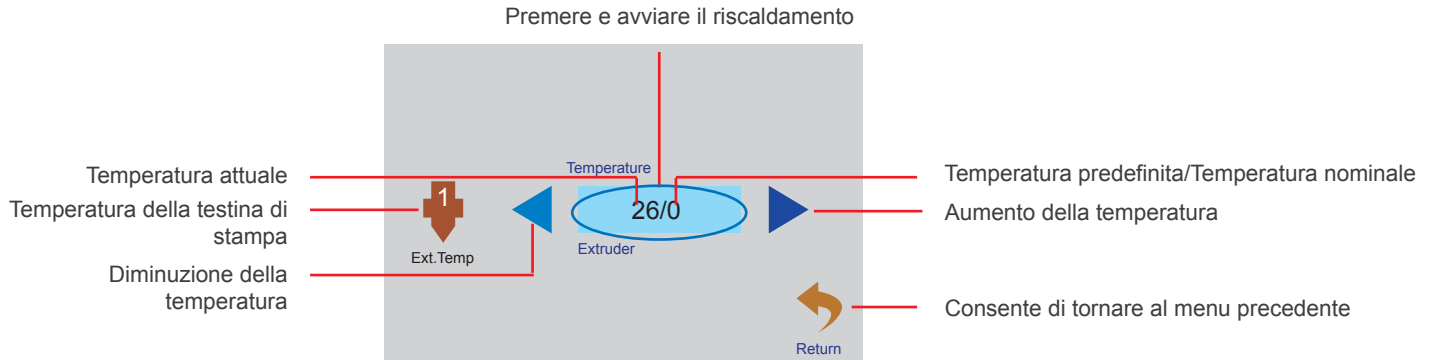 Premere e avviare il riscaldamento
Temperatura attuale
Temperatura della testina di
stampa
Diminuzione della
temperatura
1
Ext.Temp
Temperature
26/0
Extruder
Return
Temperatura predefinita/Temperatura nominale
Aumento della temperatura
Consente di tornare al menu precedente